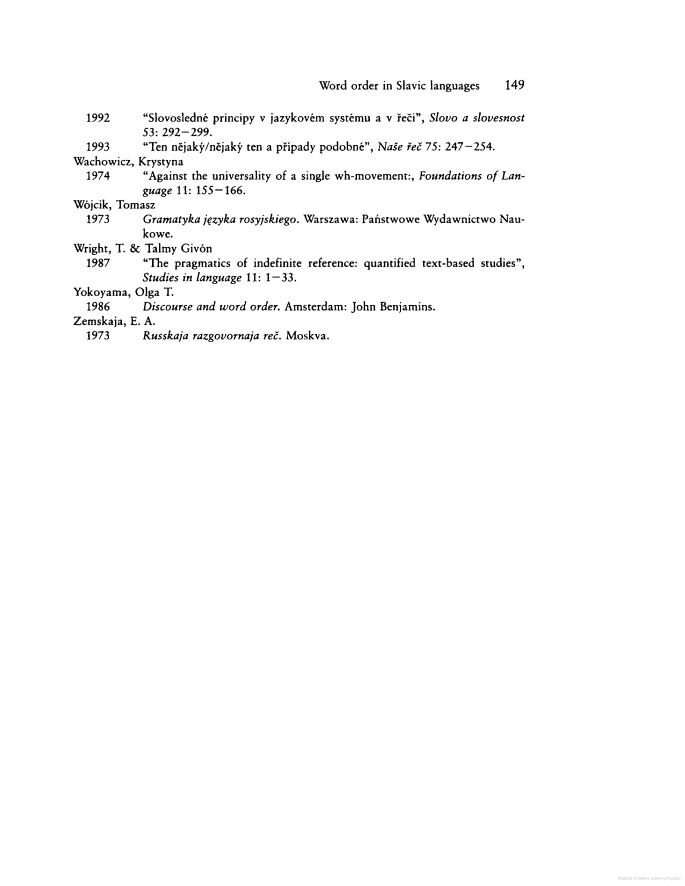 Word order in Slavic languages 149
1992 “Slovosledné principy v jazykovém systému a v řeči”, Slovo a slovesnost
53: 292−299.
1993 “Ten nějaký/nějaký ten a případy podobné”, Naše řeč 75: 247−254.
Wachowicz, Krystyna
1974 “Against the universality of a single wh-movement:, Foundations of Lan-
guage 11: 155−166.
Wójcik, Tomasz
1973 Gramatyka języka rosyjskiego. Warszawa: Państwowe Wydawnictwo Nau-
kowe.
Wright, T. & Talmy Givón
1987 “The pragmatics of indefinite reference: quantified text-based studies”,
Studies in language 11: 1−33.
Yokoyama, Olga T.
1986 Discourse and word order. Amsterdam: John Benjamins.
Zemskaja, E. A.
1973 Russkaja razgovornaja reč. Moskva.